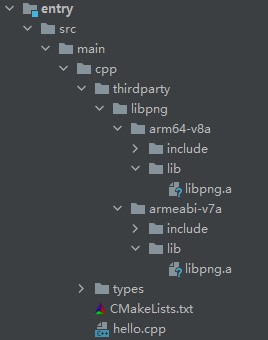 entry
src
main
cpp
thirdparty
libpng
arm64-v8a
include
lib
libpng.a
armeabi-v7a
include
lib
libpng.a
types
CMakeLists.txt
hello.cpp